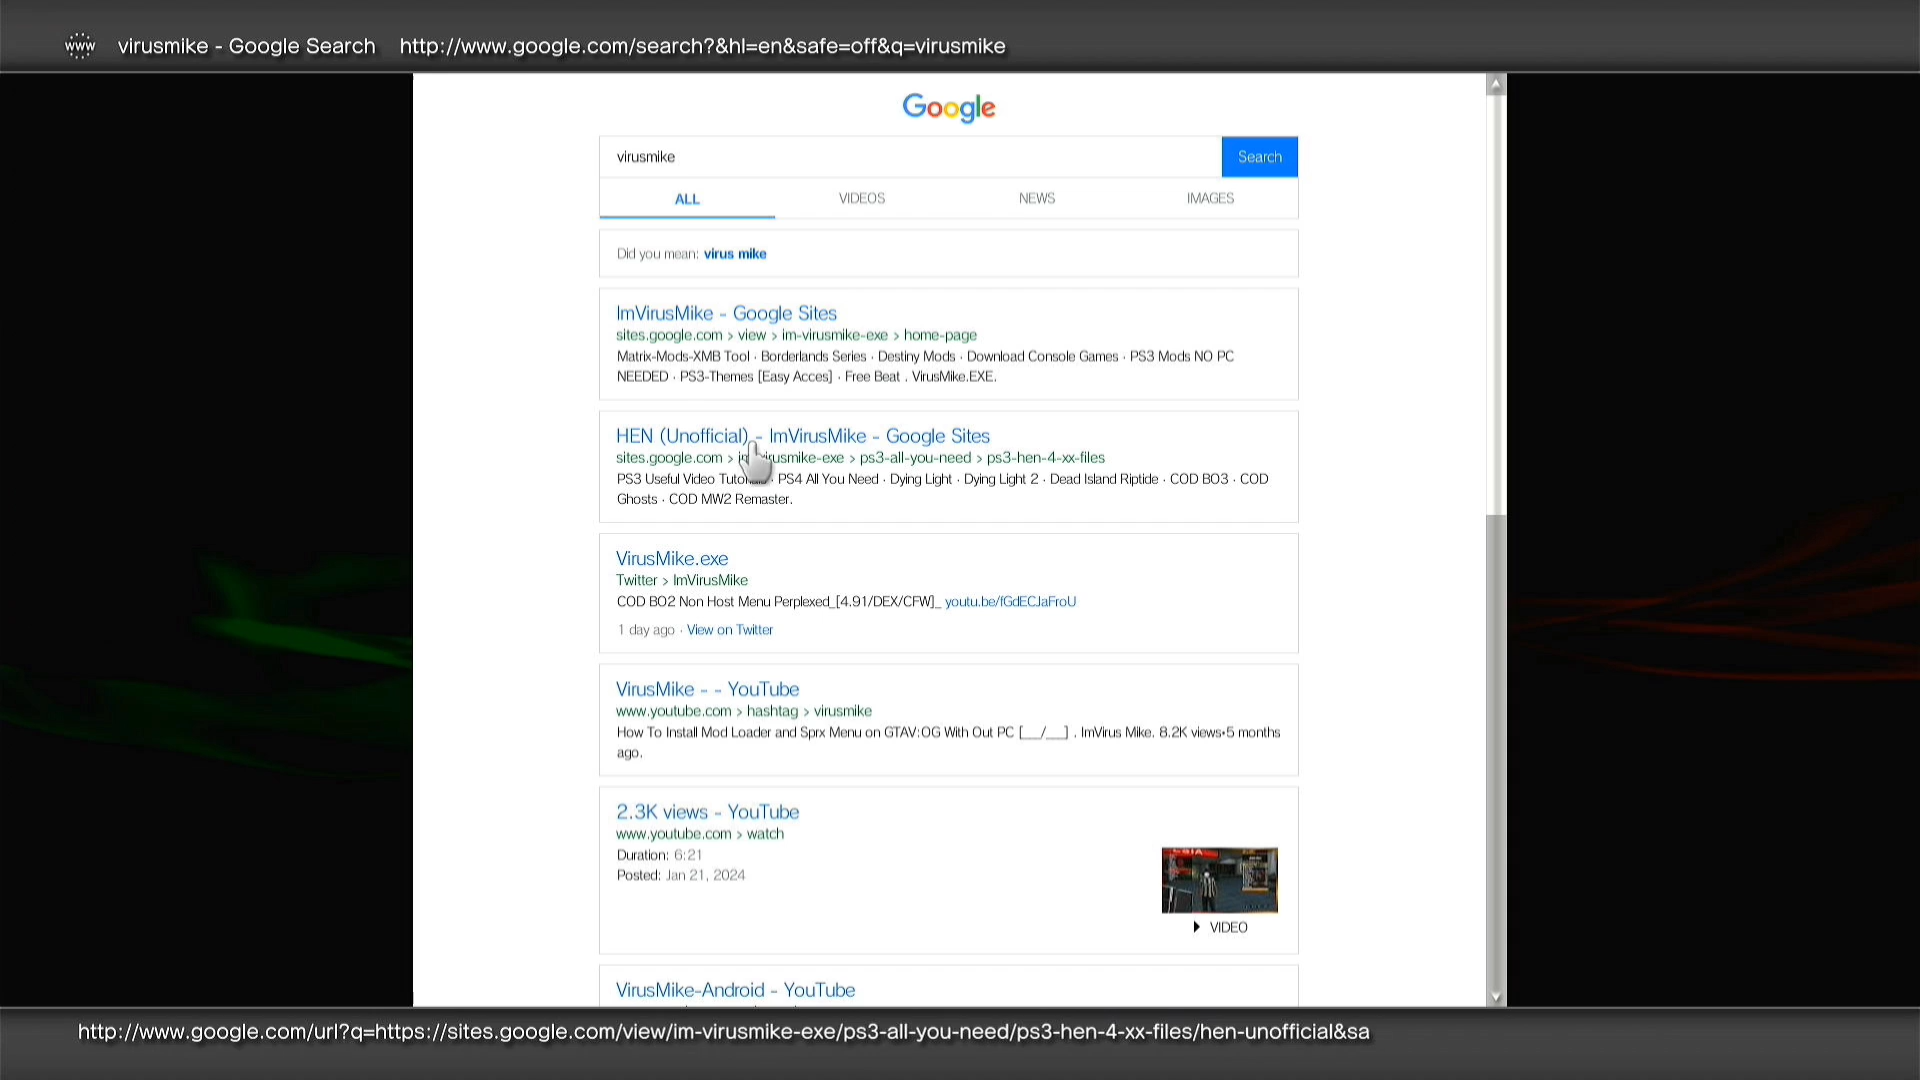 www virusmike - Google Search http://www.google.com/search?&hl=en&safe=off&q=virusmike
Google
virusmike
Search
ALL VIDEOS NEWS IMAGES
Did you mean: virus mike
ImVirusMike - Google Sites
sites.google.com > view > im-virusmike-exe > home-page
Matrix-Mods-XMB Tool · Borderlands Series · Destiny Mods · Download Console Games · PS3 Mods NO PC
NEEDED · PS3-Themes [Easy Acces] · Free Beat . VirusMike.EXE.
HEN (Unofficial) - ImVirusMike - Google Sites
sites.google.com > im-virusmike-exe > ps3-all-you-need > ps3-hen-4-xx-files
PS3 Useful Video Tutorials · PS4 All You Need · Dying Light · Dying Light 2 · Dead Island Riptide · COD BO3 · COD
Ghosts · COD MW2 Remaster.
VirusMike.exe
Twitter > ImVirusMike
COD BO2 Non Host Menu Perplexed_[4.91/DEX/CFW]_ youtu.be/fGdECJaFroU
1 day ago · View on Twitter
VirusMike - - YouTube
www.youtube.com > hashtag > virusmike
How To Install Mod Loader and Sprx Menu on GTAV:OG With Out PC [__/__] . ImVirus Mike. 8.2K views•5 months
ago.
2.3K views - YouTube
www.youtube.com > watch
Duration: 6:21
Posted: Jan 21, 2024
VIDEO
VirusMike-Android - YouTube
http://www.google.com/url?q=https://sites.google.com/view/im-virusmike-exe/ps3-all-you-need/ps3-hen-4-xx-files/hen-unofficial&sa